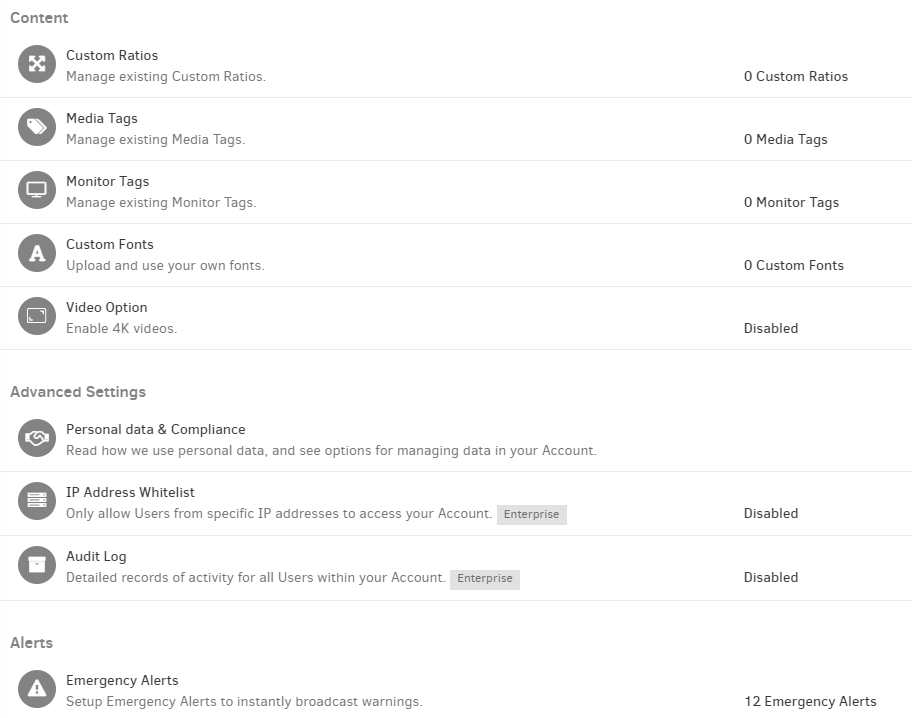 Content
Custom Ratios
Manage existing Custom Ratios.
0 Custom Ratios
Media Tags
Manage existing Media Tags.
0 Media Tags
Monitor Tags
Manage existing Monitor Tags.
0 Monitor Tags
Custom Fonts
Upload and use your own fonts.
0 Custom Fonts
Video Option
Enable 4K videos.
Disabled
Advanced Settings
Personal data & Compliance
Read how we use personal data, and see options for managing data in your Account.
IP Address Whitelist
Only allow Users from specific IP addresses to access your Account. Enterprise
Disabled
Audit Log
Detailed records of activity for all Users within your Account. Enterprise
Disabled
Alerts
Emergency Alerts
Setup Emergency Alerts to instantly broadcast warnings.
12 Emergency Alerts